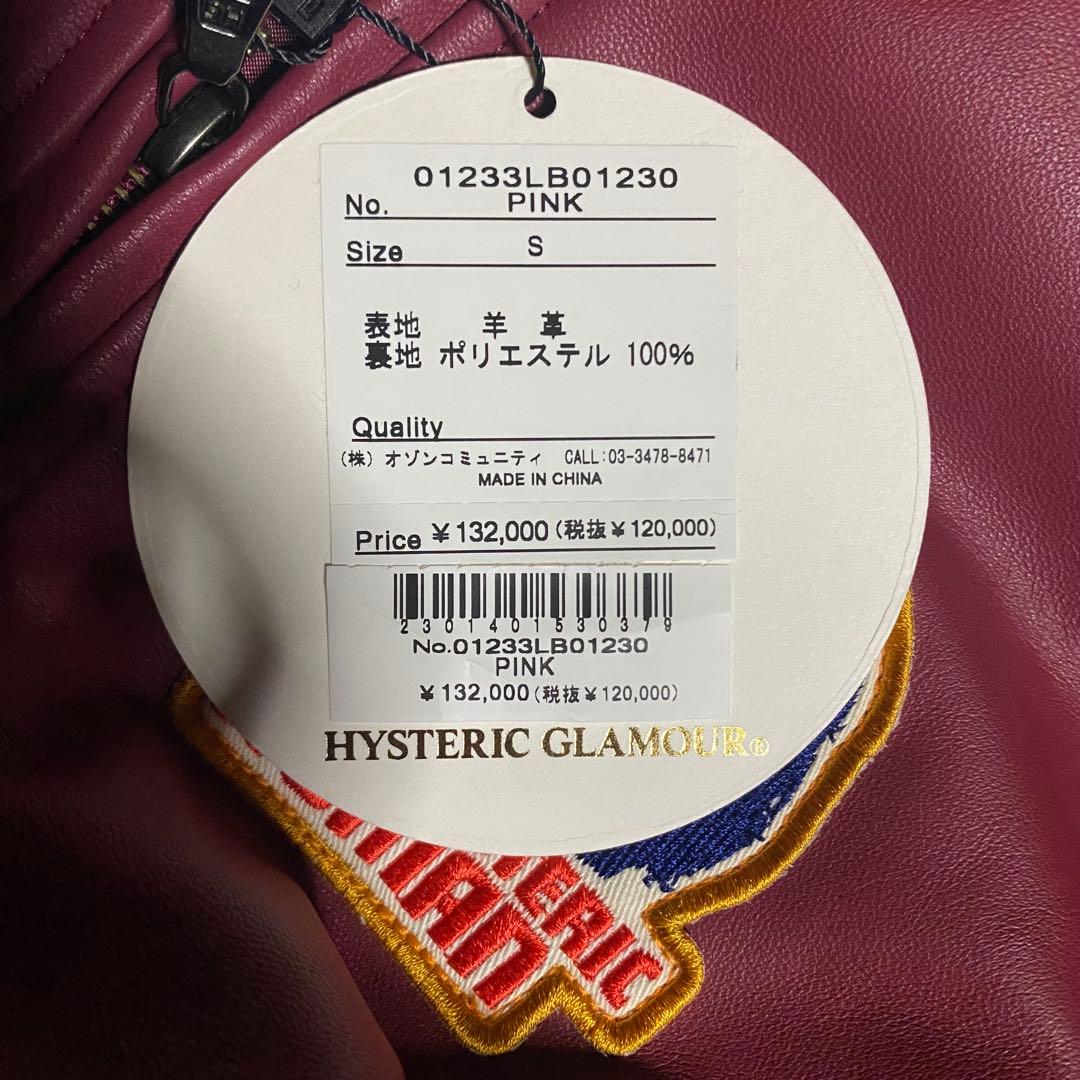 01233LB01230
No. PINK
Size S
表地 羊 革
裏地 ポリエステル 100%
Quality
(株) オゾンコミュニティ CALL:03-3478-8471
MADE IN CHINA
Price ¥132,000 (税抜¥120,000)
2301401530379
No.01233LB01230
PINK
¥132,000(税抜¥120,000)
HYSTERIC GLAMOUR®